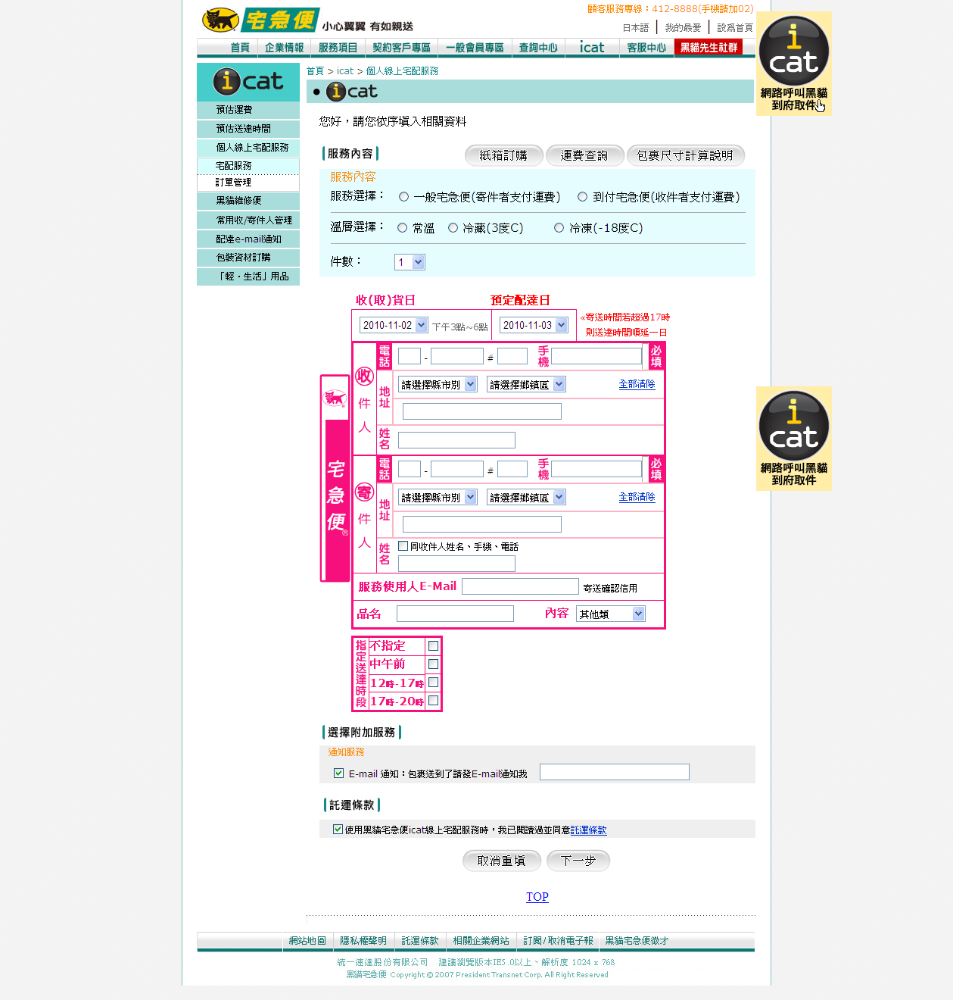 宅急便 小心翼翼 有如親送
顧客服務專線：412-8888(手機請加02)
日本語 | 我的最愛 | 設為首頁
首頁 企業情報 服務項目 契約客戶專區 一般會員專區 查詢中心 icat 客服中心 黑貓先生社群
i cat
網路呼叫黑貓
到府取件
i cat
預估運費
預估送達時間
個人線上宅配服務
宅配服務
訂單管理
黑貓維修便
常用收/寄件人管理
配達e-mail通知
包裝資材訂購
「輕．生活」用品
首頁 > icat > 個人線上宅配服務
• i cat
您好，請您依序填入相關資料
服務內容 紙箱訂購 運費查詢 包裹尺寸計算說明
服務內容
服務選擇： 一般宅急便(寄件者支付運費) 到付宅急便(收件者支付運費)
溫層選擇： 常溫 冷藏(3度C) 冷凍(-18度C)
件數： 1
收(取)貨日 預定配達日
2010-11-02 下午3點~6點 2010-11-03
«寄送時間若超過17時
則送達時間順延一日
宅急便®
收件人
電話 - # 手機 必填
地址 請選擇縣市別 請選擇鄉鎮區 全部清除
姓名
寄件人
電話 - # 手機 必填
地址 請選擇縣市別 請選擇鄉鎮區 全部清除
姓名 同收件人姓名、手機、電話
服務使用人E-Mail 寄送確認信用
品名 內容 其他類
指定送達時段
不指定
中午前
12時-17時
17時-20時
i cat
網路呼叫黑貓
到府取件
選擇附加服務
通知服務
E-mail 通知：包裹送到了請發E-mail通知我
託運條款
使用黑貓宅急便icat線上宅配服務時，我已閱讀過並同意託運條款
取消重填 下一步
TOP
網站地圖 隱私權聲明 託運條款 相關企業網站 訂閱/取消電子報 黑貓宅急便徵才
統一速達股份有限公司 建議瀏覽版本IE5.0以上、解析度 1024 x 768
黑貓宅急便 Copyright © 2007 President Transnet Corp. All Right Reserved